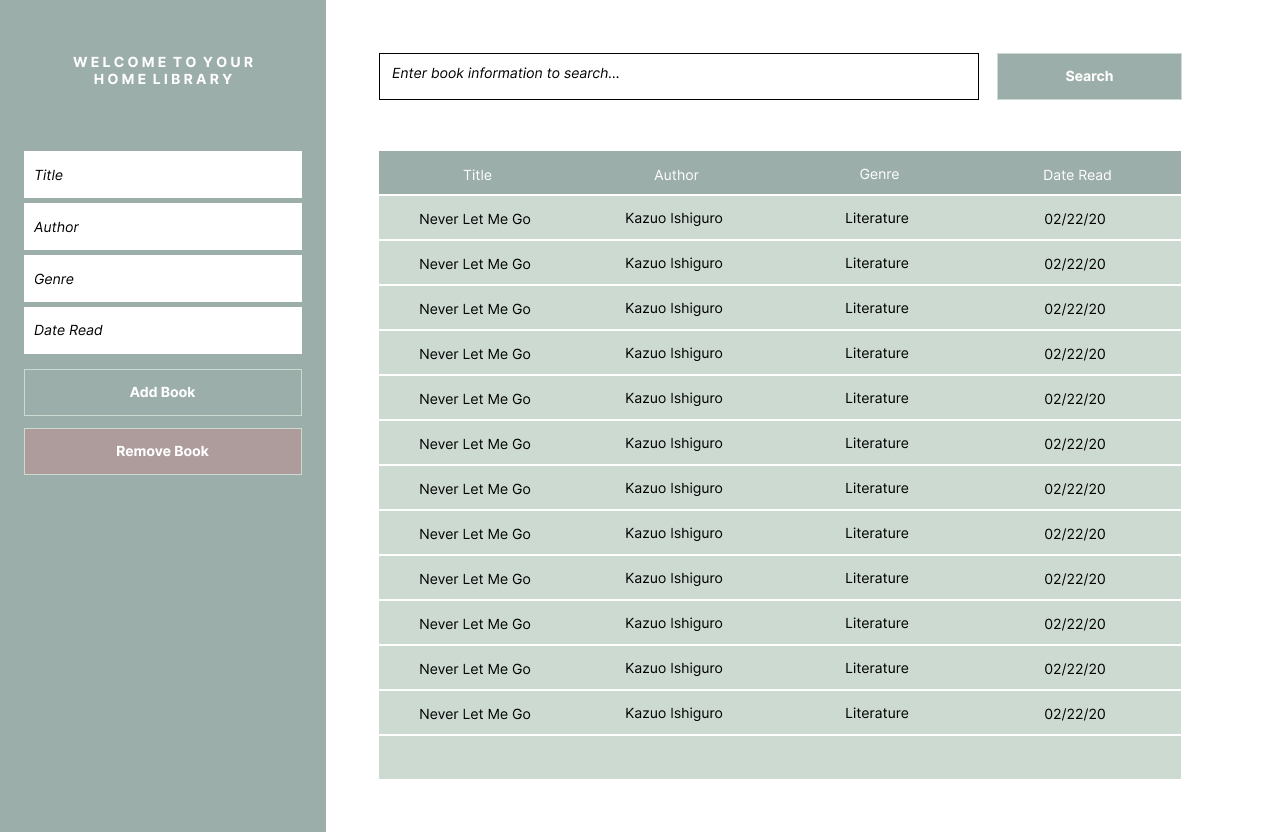 WELCOME TO YOUR
HOME LIBRARY
Title
Author
Genre
Date Read
Add Book
Remove Book
Enter book information to search...
Search
Title Author Genre Date Read
Never Let Me Go Kazuo Ishiguro Literature 02/22/20
Never Let Me Go Kazuo Ishiguro Literature 02/22/20
Never Let Me Go Kazuo Ishiguro Literature 02/22/20
Never Let Me Go Kazuo Ishiguro Literature 02/22/20
Never Let Me Go Kazuo Ishiguro Literature 02/22/20
Never Let Me Go Kazuo Ishiguro Literature 02/22/20
Never Let Me Go Kazuo Ishiguro Literature 02/22/20
Never Let Me Go Kazuo Ishiguro Literature 02/22/20
Never Let Me Go Kazuo Ishiguro Literature 02/22/20
Never Let Me Go Kazuo Ishiguro Literature 02/22/20
Never Let Me Go Kazuo Ishiguro Literature 02/22/20
Never Let Me Go Kazuo Ishiguro Literature 02/22/20